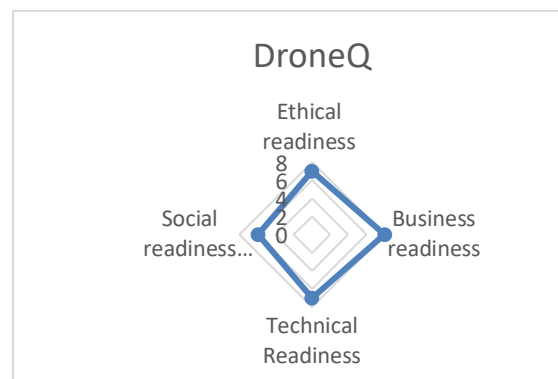 DroneQ
Ethical
readiness
8
6
4
2
0
Business
readiness
Social
readiness...
Technical
Readiness